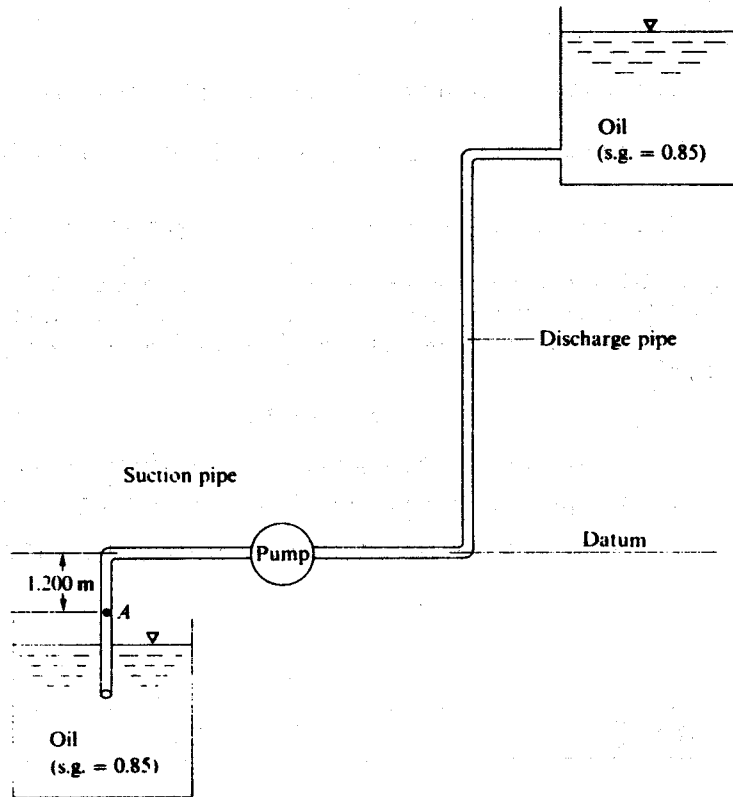 Oil
(s.g. = 0.85)
Discharge pipe
Suction pipe
Pump
Datum
1.200 m
A
Oil
(s.g. = 0.85)